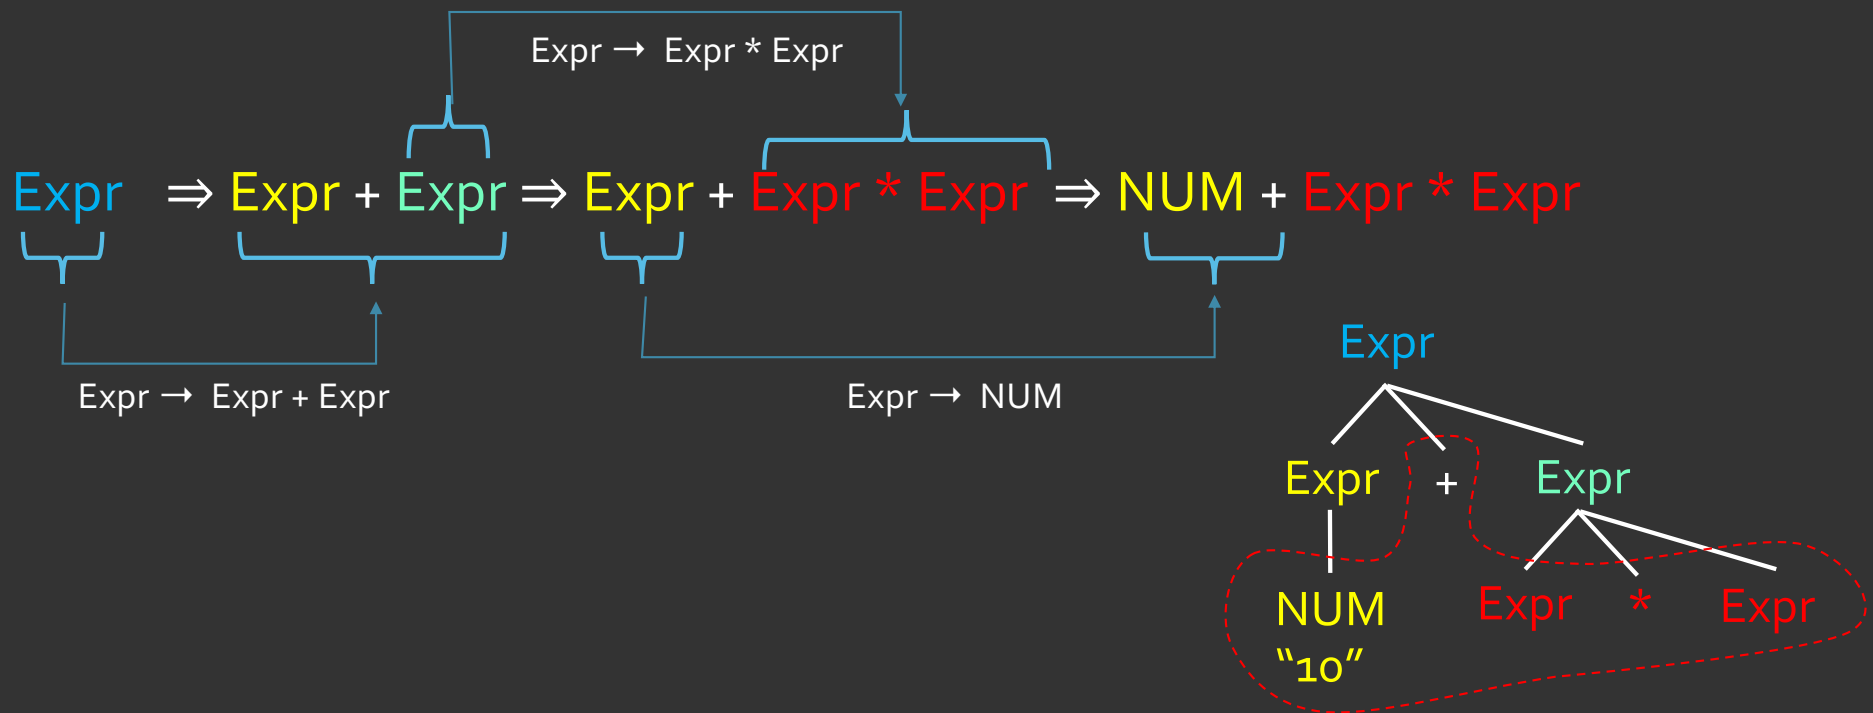 Expr → Expr * Expr
Expr ⇒ Expr + Expr ⇒ Expr + Expr * Expr ⇒ NUM + Expr * Expr
Expr → Expr + Expr
Expr → NUM
Expr
Expr + Expr
NUM Expr * Expr
“10”